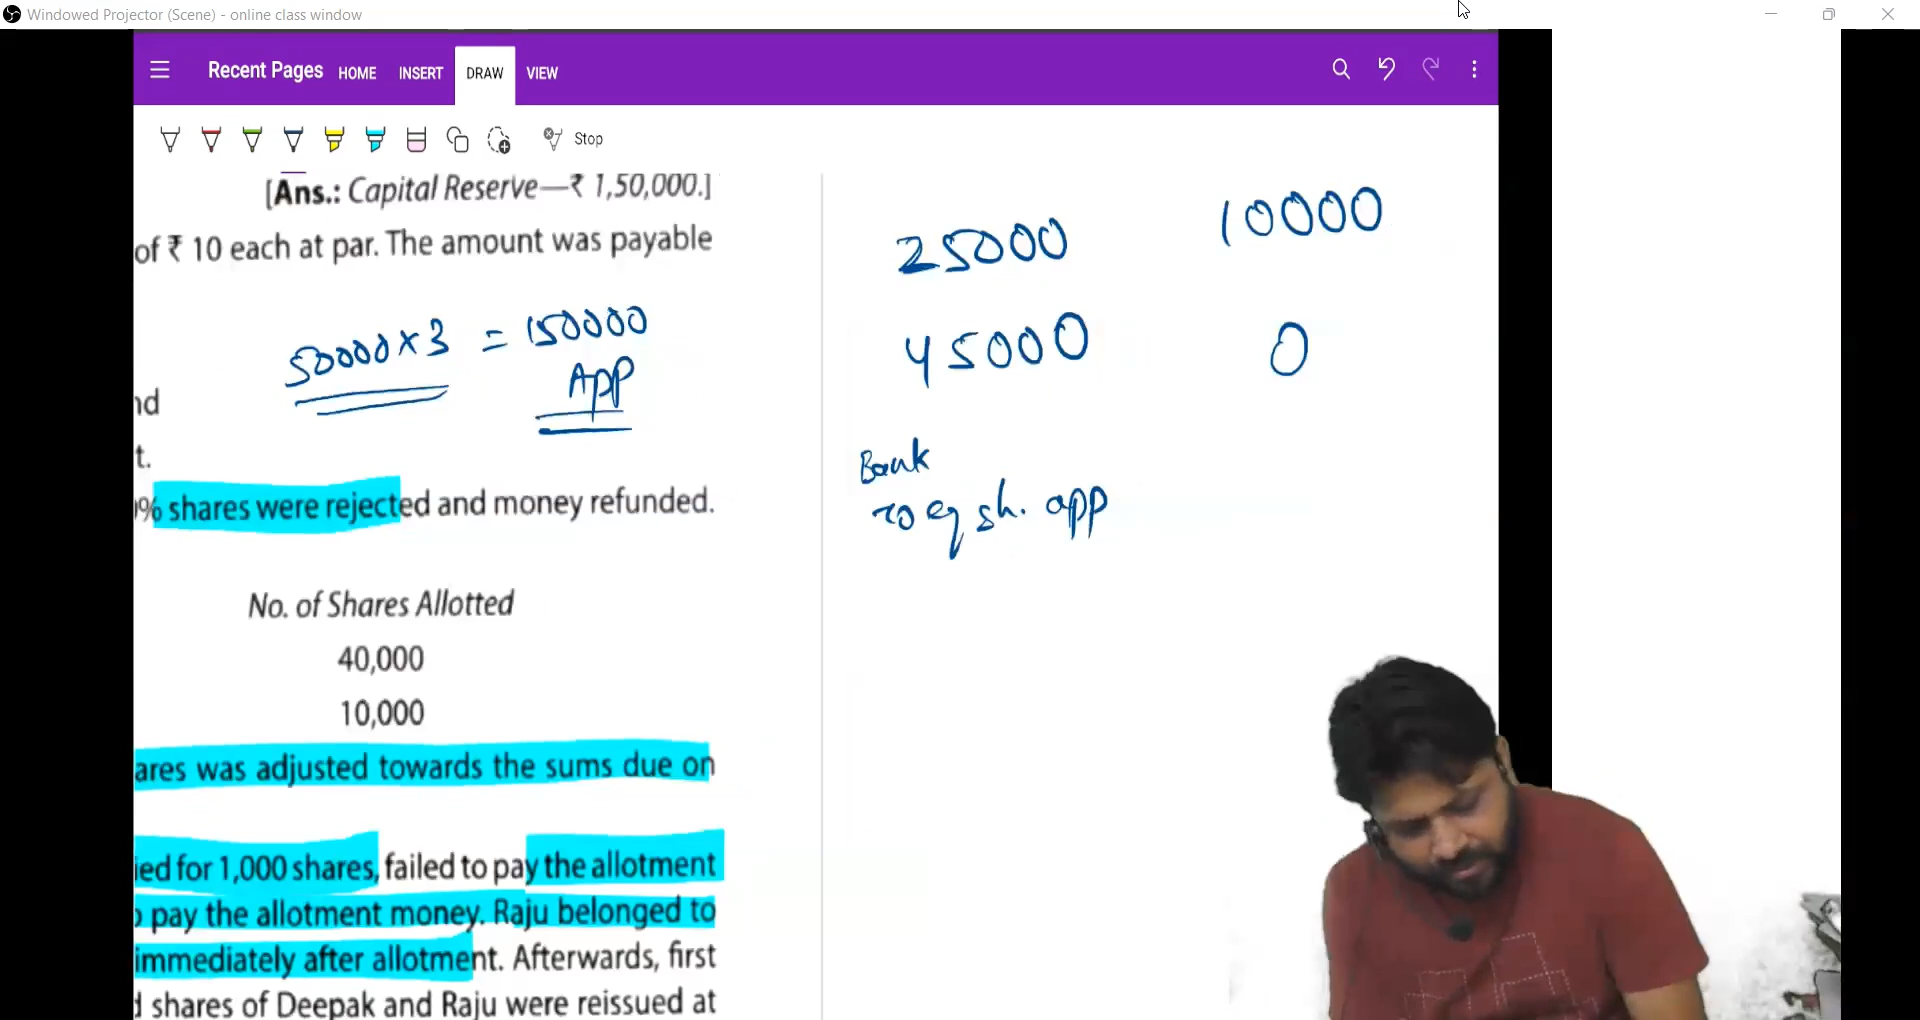 Windowed Projector (Scene) - online class window
Recent Pages HOME INSERT DRAW VIEW
Stop
[Ans.: Capital Reserve—₹ 1,50,000.]
of ₹ 10 each at par. The amount was payable
50000 × 3 = 150000
APP
nd
t.
% shares were rejected and money refunded.
No. of Shares Allotted
40,000
10,000
ares was adjusted towards the sums due on
ied for 1,000 shares, failed to pay the allotment
pay the allotment money. Raju belonged to
immediately after allotment. Afterwards, first
shares of Deepak and Raju were reissued at
25000 10000
45000 0
Bank
to eq sh. app